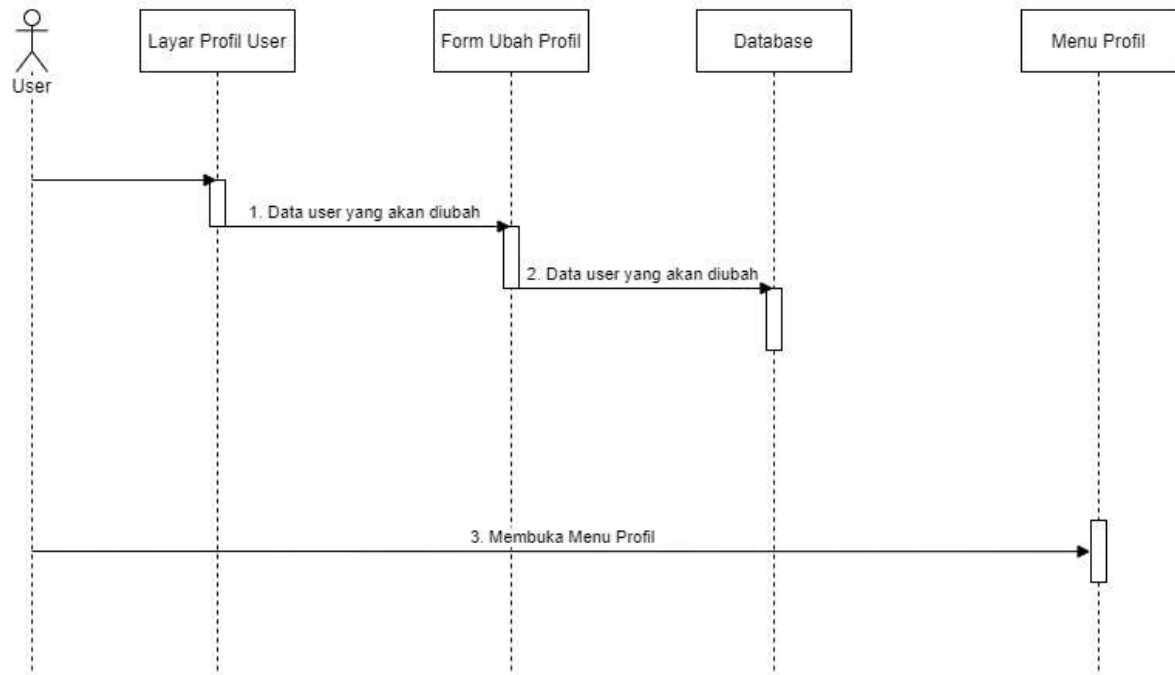 User
Layar Profil User
Form Ubah Profil
Database
Menu Profil
1. Data user yang akan diubah
2. Data user yang akan diubah
3. Membuka Menu Profil